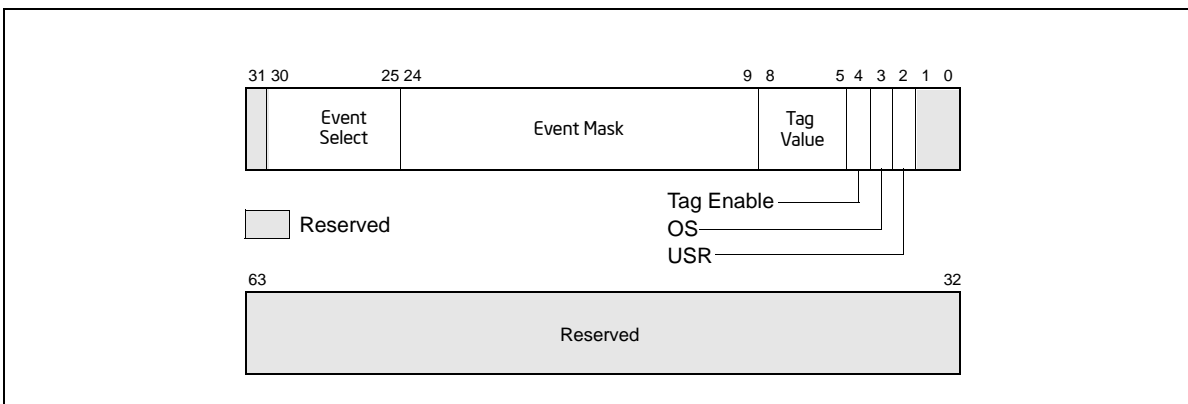 31 30 25 24 9 8 5 4 3 2 1 0
Event
Select
Event Mask
Tag
Value
Tag Enable
OS
USR
Reserved
63 32
Reserved